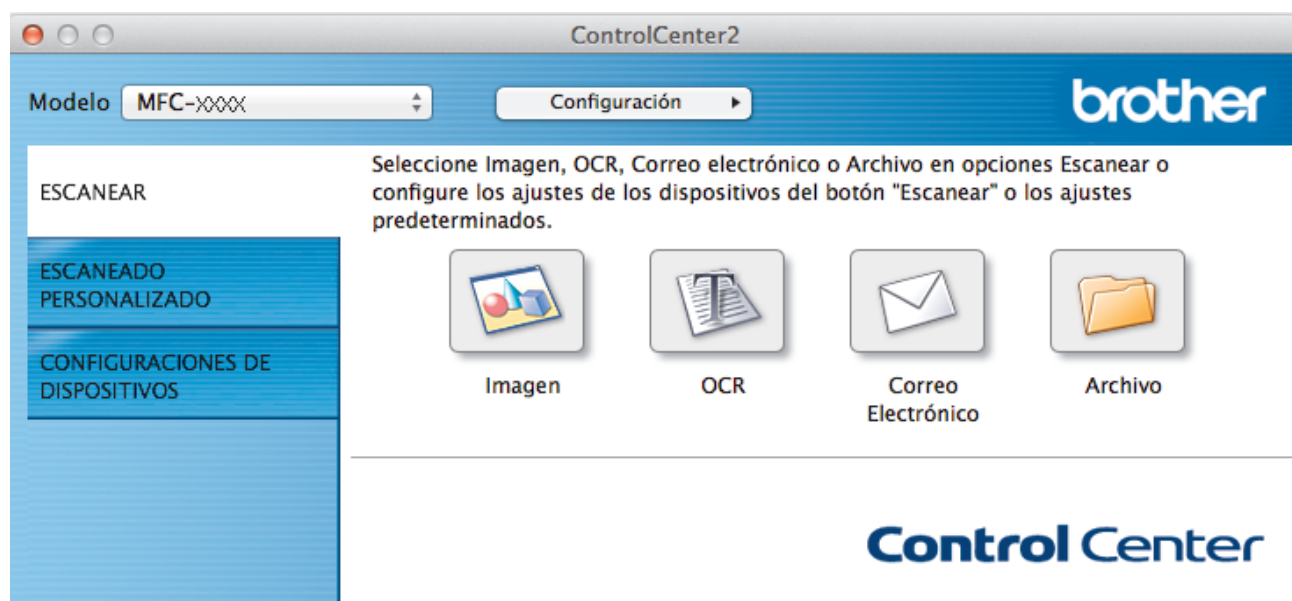 ControlCenter2
Modelo
MFC-XXXX
Configuración
brother
ESCANEAR
ESCANEADO
PERSONALIZADO
CONFIGURACIONES DE
DISPOSITIVOS
Seleccione Imagen, OCR, Correo electrónico o Archivo en opciones Escanear o
configure los ajustes de los dispositivos del botón "Escanear" o los ajustes
predeterminados.
Imagen
OCR
Correo
Electrónico
Archivo
Control Center